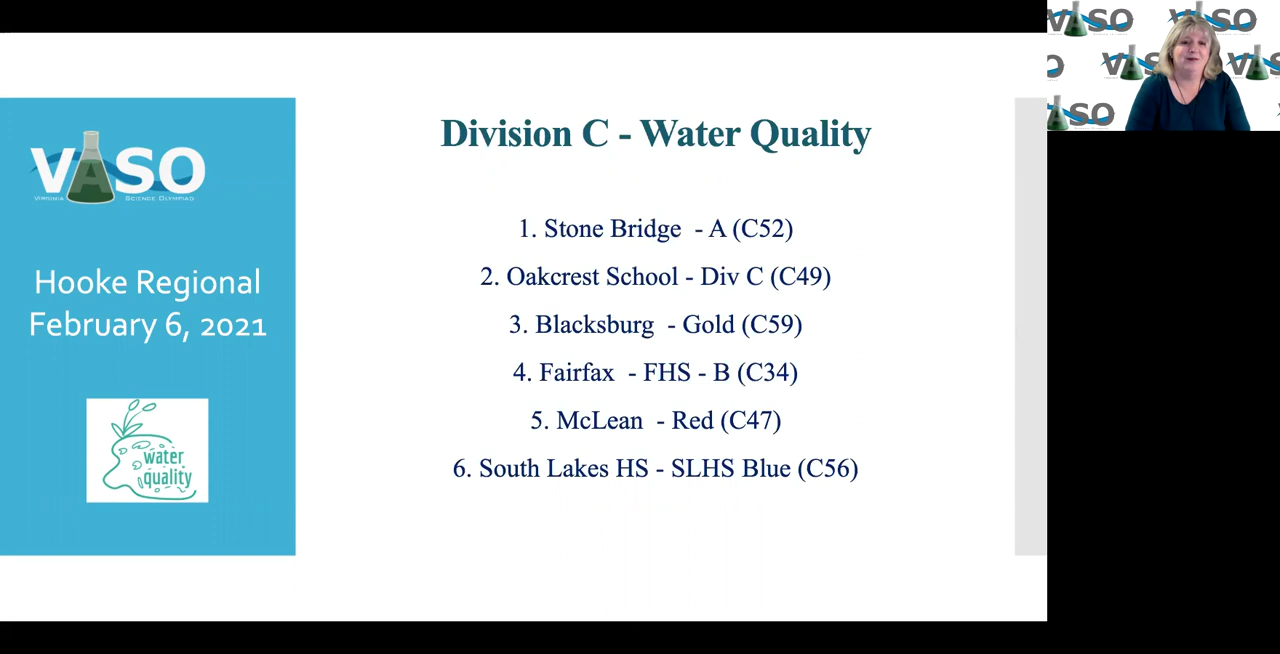 VASO
VIRGINIA SCIENCE OLYMPIAD
Hooke Regional
February 6, 2021
water
quality
Division C - Water Quality
1. Stone Bridge - A (C52)
2. Oakcrest School - Div C (C49)
3. Blacksburg - Gold (C59)
4. Fairfax - FHS - B (C34)
5. McLean - Red (C47)
6. South Lakes HS - SLHS Blue (C56)